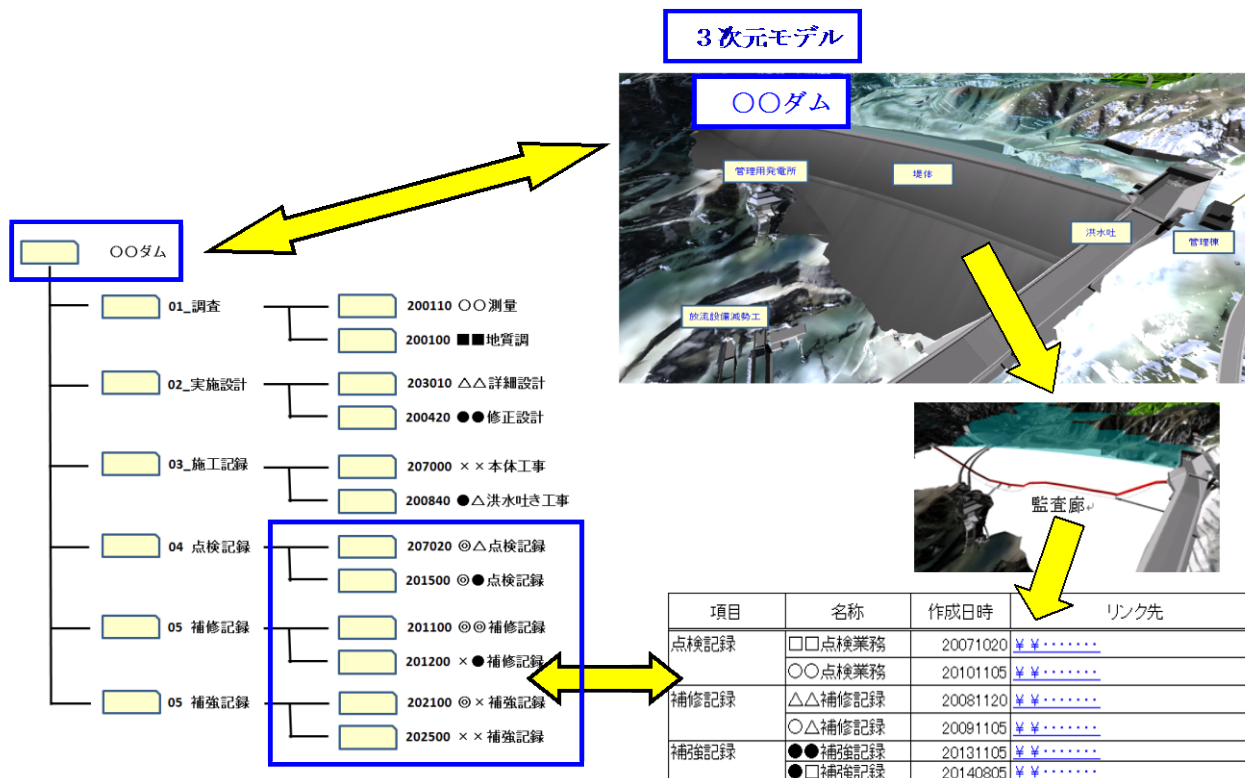 3次元モデル
○○ダム
管理用発電所
堤体
洪水吐
管理棟
放流設備減勢工
監査廊
○○ダム
01_調査
200110 ○○測量
200100 ■■地質調
02_実施設計
203010 △△詳細設計
200420 ●●修正設計
03_施工記録
207000 ××本体工事
200840 ●△洪水吐き工事
04 点検記録
207020 ◎△点検記録
201500 ◎●点検記録
05 補修記録
201100 ◎◎補修記録
201200 ×●補修記録
05 補強記録
202100 ◎×補強記録
202500 ××補強記録
項目 名称 作成日時 リンク先
点検記録 □□点検業務 20071020 ¥¥‥‥‥‥
○○点検業務 20101105 ¥¥‥‥‥‥
補修記録 △△補修記録 20081120 ¥¥‥‥‥‥
○△補修記録 20091105 ¥¥‥‥‥‥
補強記録 ●●補強記録 20131105 ¥¥‥‥‥‥
●□補強記録 20140805 ¥¥‥‥‥‥